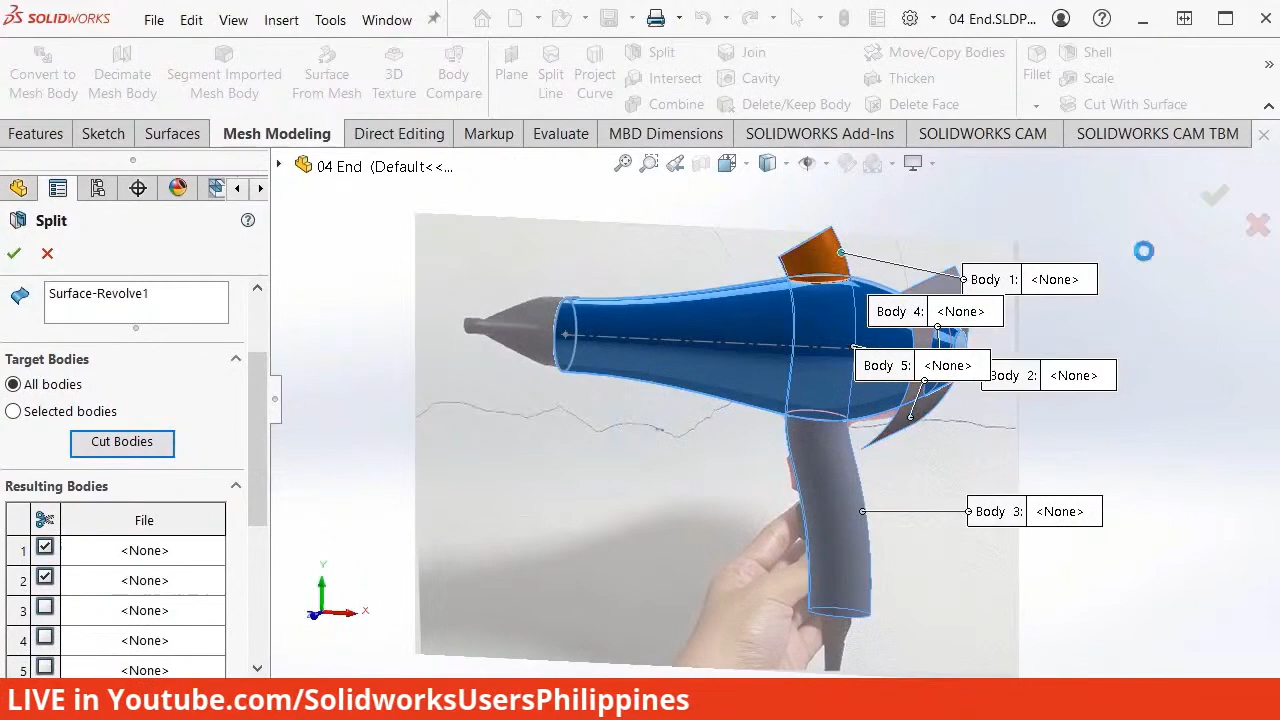 SOLIDWORKS File Edit View Insert Tools Window 04 End.SLDP...
Convert to Mesh Body
Decimate Mesh Body
Segment Imported Mesh Body
Surface From Mesh
3D Texture
Body Compare
Plane
Split Line
Project Curve
Split
Intersect
Combine
Join
Cavity
Delete/Keep Body
Move/Copy Bodies
Thicken
Delete Face
Fillet
Shell
Scale
Cut With Surface
Features Sketch Surfaces Mesh Modeling Direct Editing Markup Evaluate MBD Dimensions SOLIDWORKS Add-Ins SOLIDWORKS CAM SOLIDWORKS CAM TBM
04 End (Default<<...
Split
Surface-Revolve1
Target Bodies
All bodies
Selected bodies
Cut Bodies
Resulting Bodies
File
1 <None>
2 <None>
3 <None>
4 <None>
5 <None>
Body 1: <None>
Body 4: <None>
Body 5: <None>
Body 2: <None>
Body 3: <None>
Y
X
Z
LIVE in Youtube.com/SolidworksUsersPhilippines